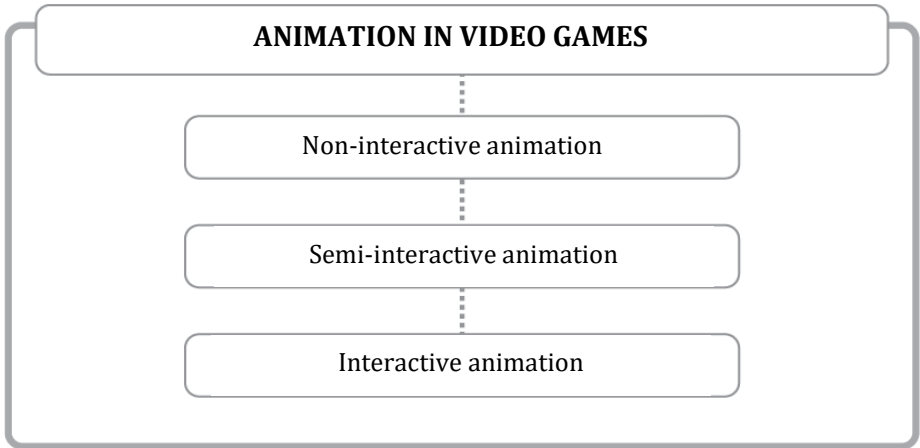 ANIMATION IN VIDEO GAMES
Non-interactive animation
Semi-interactive animation
Interactive animation